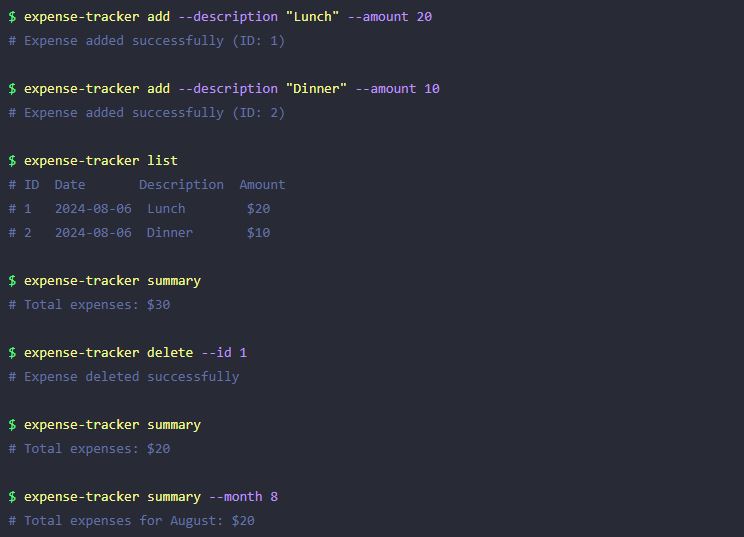 $ expense-tracker add --description "Lunch" --amount 20
# Expense added successfully (ID: 1)
$ expense-tracker add --description "Dinner" --amount 10
# Expense added successfully (ID: 2)
$ expense-tracker list
# ID  Date       Description  Amount
# 1   2024-08-06  Lunch        $20
# 2   2024-08-06  Dinner       $10
$ expense-tracker summary
# Total expenses: $30
$ expense-tracker delete --id 1
# Expense deleted successfully
$ expense-tracker summary
# Total expenses: $20
$ expense-tracker summary --month 8
# Total expenses for August: $20